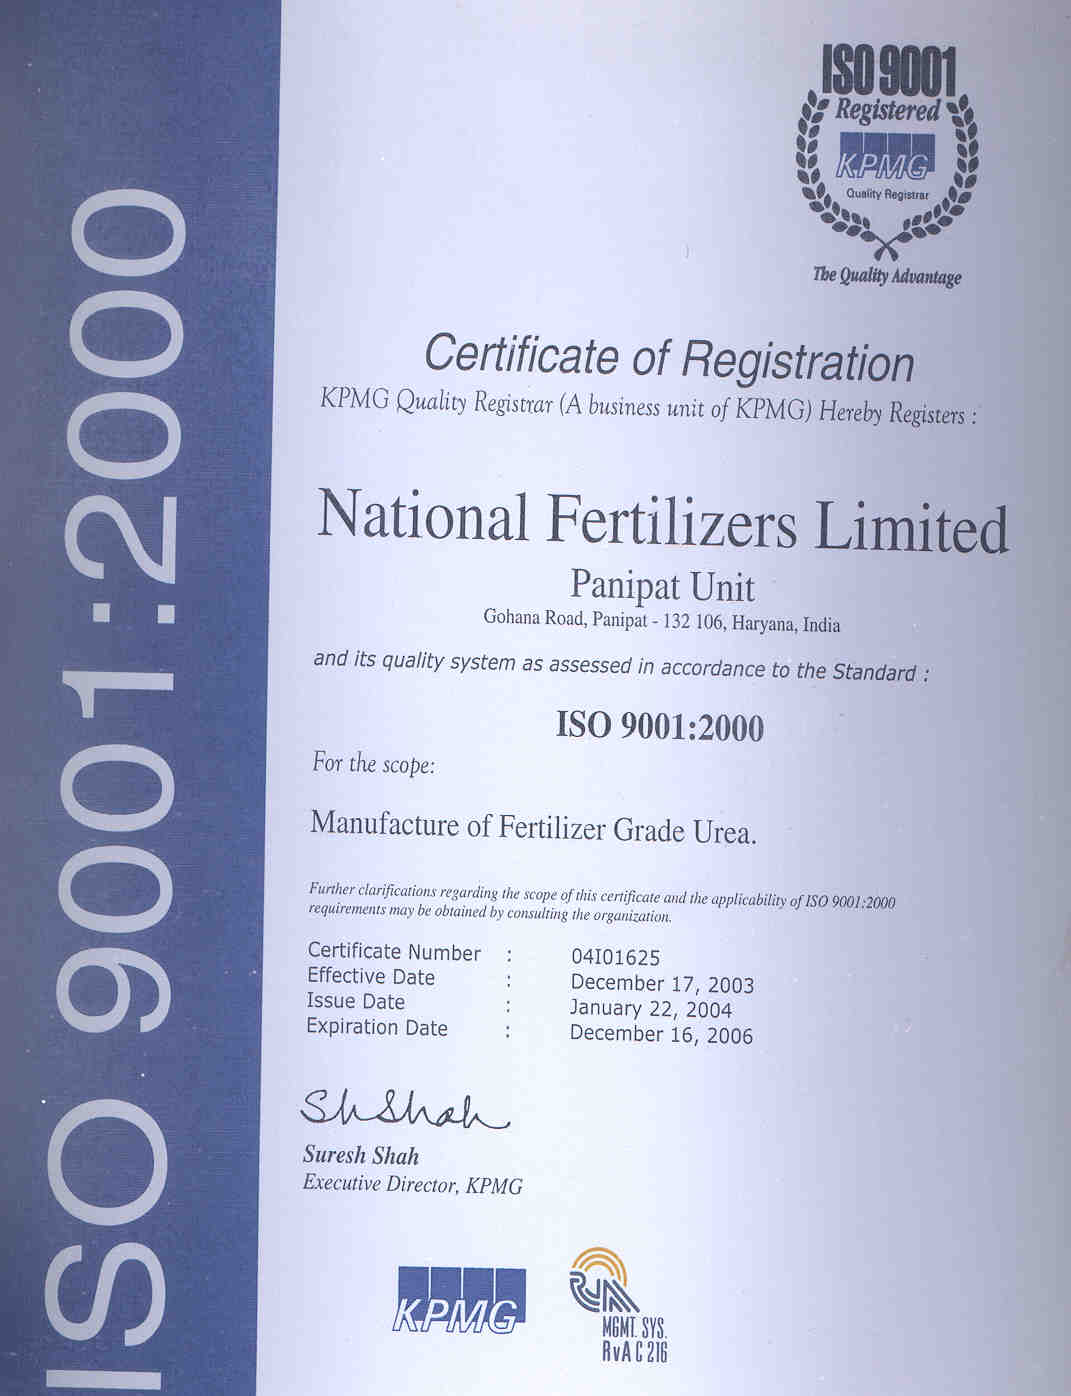 ISO 9001:2000
ISO 9001
Registered
KPMG
Quality Registrar
The Quality Advantage
Certificate of Registration
KPMG Quality Registrar (A business unit of KPMG) Hereby Registers :
National Fertilizers Limited
Panipat Unit
Gohana Road, Panipat - 132 106, Haryana, India
and its quality system as assessed in accordance to the Standard :
ISO 9001:2000
For the scope:
Manufacture of Fertilizer Grade Urea.
Further clarifications regarding the scope of this certificate and the applicability of ISO 9001:2000
requirements may be obtained by consulting the organization.
Certificate Number : 04I01625
Effective Date : December 17, 2003
Issue Date : January 22, 2004
Expiration Date : December 16, 2006
Sh Shah
Suresh Shah
Executive Director, KPMG
KPMG
RvA
MGMT. SYS.
RvA C 216